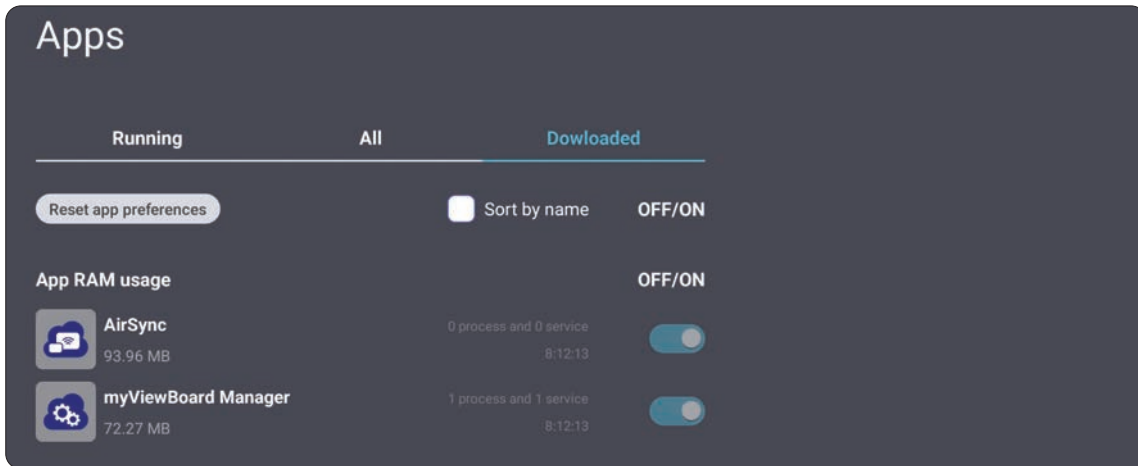 Apps
Running All Dowloaded
Reset app preferences Sort by name OFF/ON
App RAM usage OFF/ON
AirSync 0 process and 0 service
93.96 MB 8:12:13
myViewBoard Manager 1 process and 1 service
72.27 MB 8:12:13